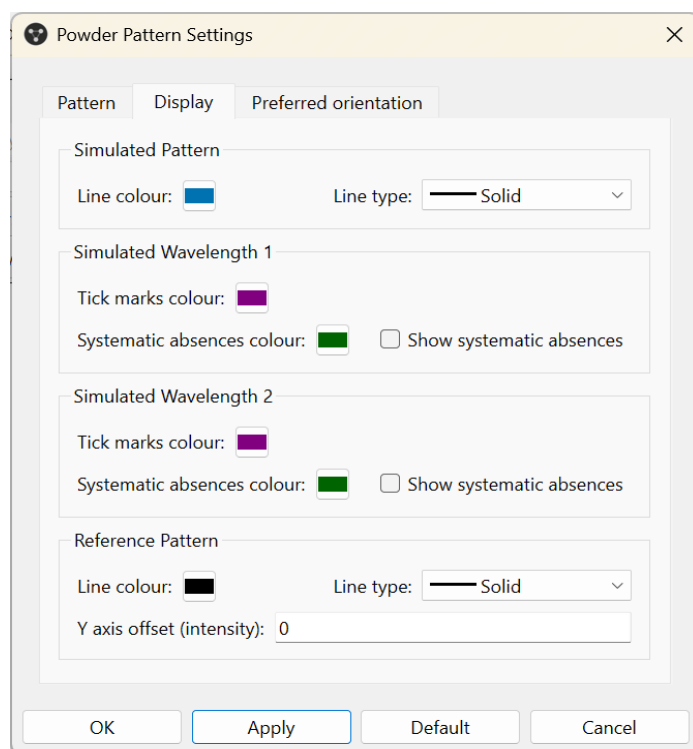 Powder Pattern Settings
Pattern Display Preferred orientation
Simulated Pattern
Line colour: Line type: Solid
Simulated Wavelength 1
Tick marks colour:
Systematic absences colour: Show systematic absences
Simulated Wavelength 2
Tick marks colour:
Systematic absences colour: Show systematic absences
Reference Pattern
Line colour: Line type: Solid
Y axis offset (intensity): 0
OK Apply Default Cancel